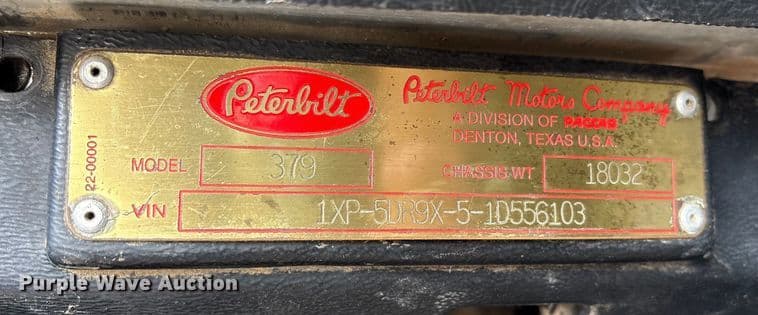 Peterbilt
Peterbilt Motors Company
A DIVISION OF PACCAR
DENTON, TEXAS U.S.A.
MODEL 379 CHASSIS WT 18032
VIN 1XP-5DR9X-5-1D556103
22-00001
Purple Wave Auction